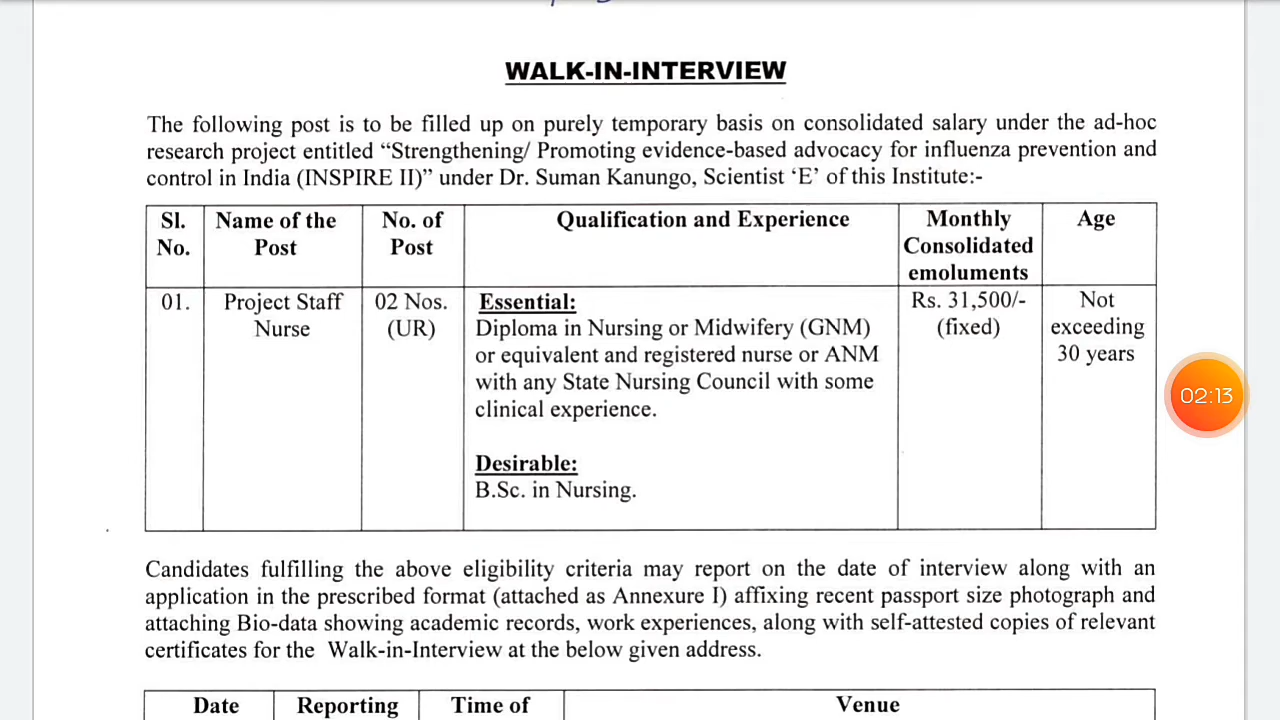 WALK-IN-INTERVIEW
The following post is to be filled up on purely temporary basis on consolidated salary under the ad-hoc
research project entitled “Strengthening/ Promoting evidence-based advocacy for influenza prevention and
control in India (INSPIRE II)” under Dr. Suman Kanungo, Scientist ‘E’ of this Institute:-
Sl. No.
Name of the Post
No. of Post
Qualification and Experience
Monthly Consolidated emoluments
Age
01.
Project Staff Nurse
02 Nos. (UR)
Essential:
Diploma in Nursing or Midwifery (GNM)
or equivalent and registered nurse or ANM
with any State Nursing Council with some
clinical experience.
Desirable:
B.Sc. in Nursing.
Rs. 31,500/- (fixed)
Not exceeding 30 years
02:13
Candidates fulfilling the above eligibility criteria may report on the date of interview along with an
application in the prescribed format (attached as Annexure I) affixing recent passport size photograph and
attaching Bio-data showing academic records, work experiences, along with self-attested copies of relevant
certificates for the Walk-in-Interview at the below given address.
Date
Reporting
Time of
Venue